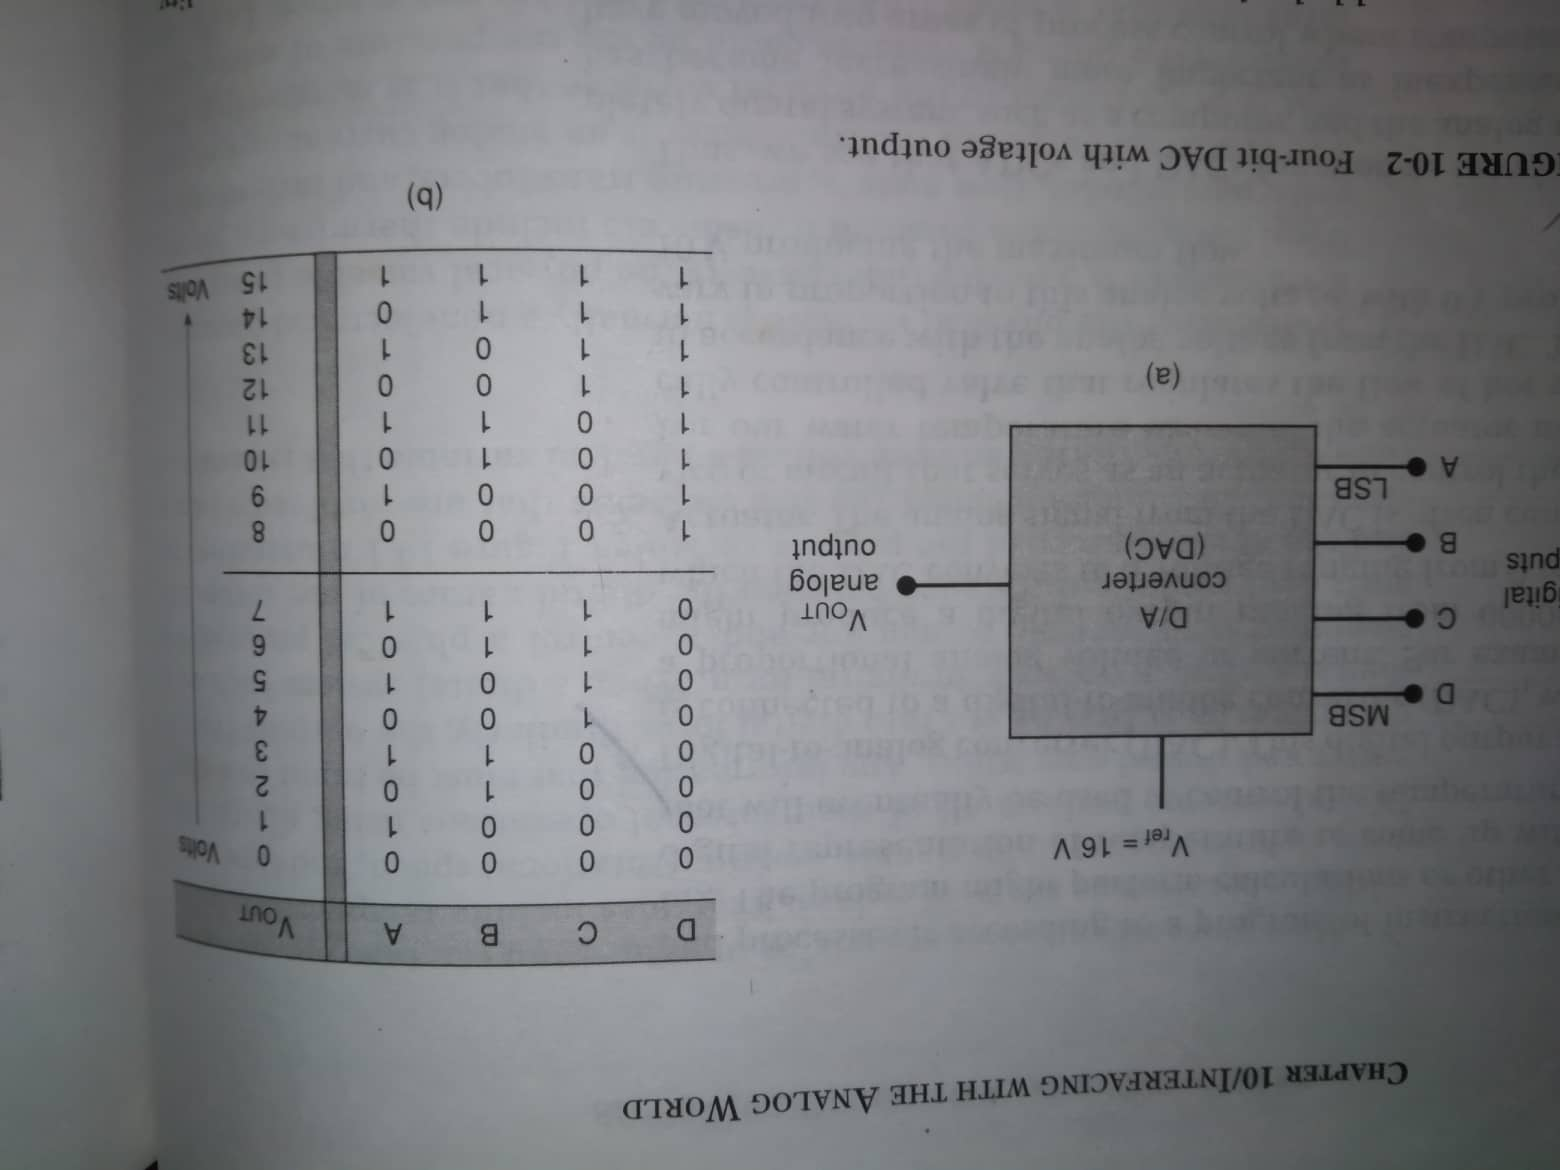 CHAPTER 10/INTERFACING WITH THE ANALOG WORLD
Vref = 16 V
D
MSB
C
B
A
LSB
gital
puts
D/A
converter
(DAC)
VOUT
analog
output
(a)
D C B A VOUT
0 0 0 0 0 Volts
0 0 0 1 1
0 0 1 0 2
0 0 1 1 3
0 1 0 0 4
0 1 0 1 5
0 1 1 0 6
0 1 1 1 7
1 0 0 0 8
1 0 0 1 9
1 0 1 0 10
1 0 1 1 11
1 1 0 0 12
1 1 0 1 13
1 1 1 0 14
1 1 1 1 15 Volts
(b)
GURE 10-2 Four-bit DAC with voltage output.